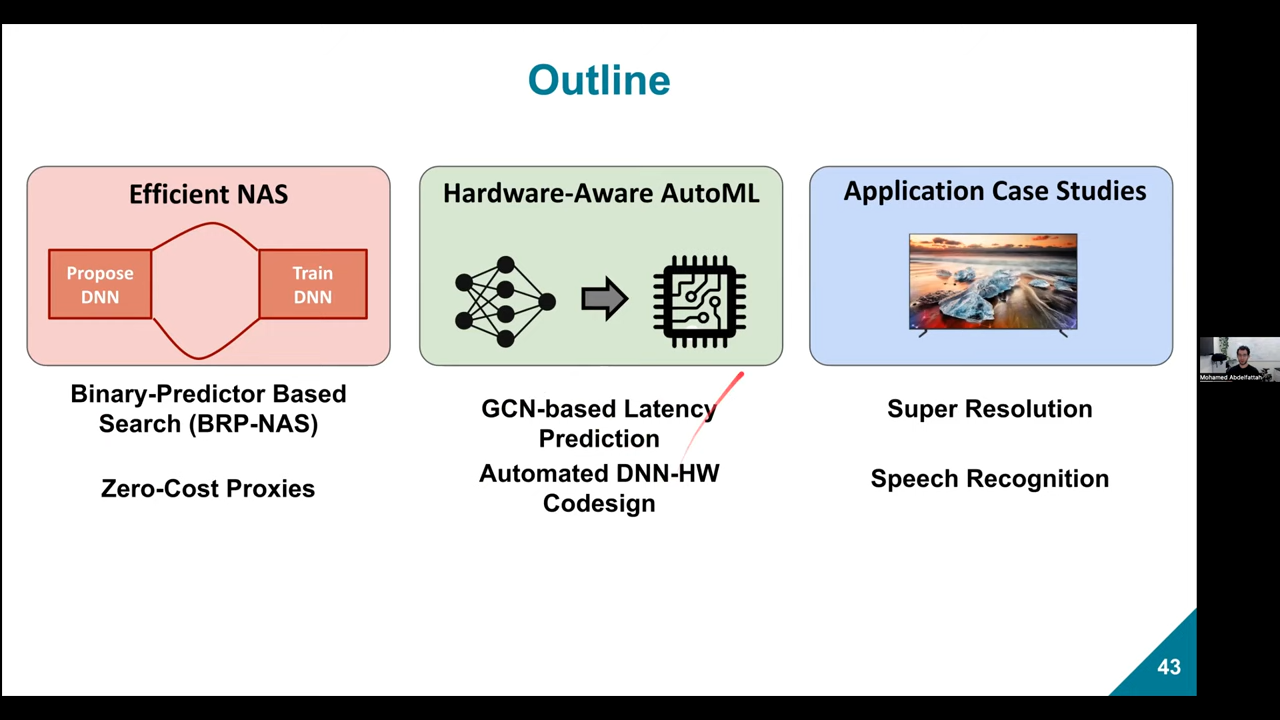 Outline
Efficient NAS
Propose
DNN
Train
DNN
Binary-Predictor Based
Search (BRP-NAS)
Zero-Cost Proxies
Hardware-Aware AutoML
GCN-based Latency
Prediction
Automated DNN-HW
Codesign
Application Case Studies
Super Resolution
Speech Recognition
43
Mohamed Abdelfattah